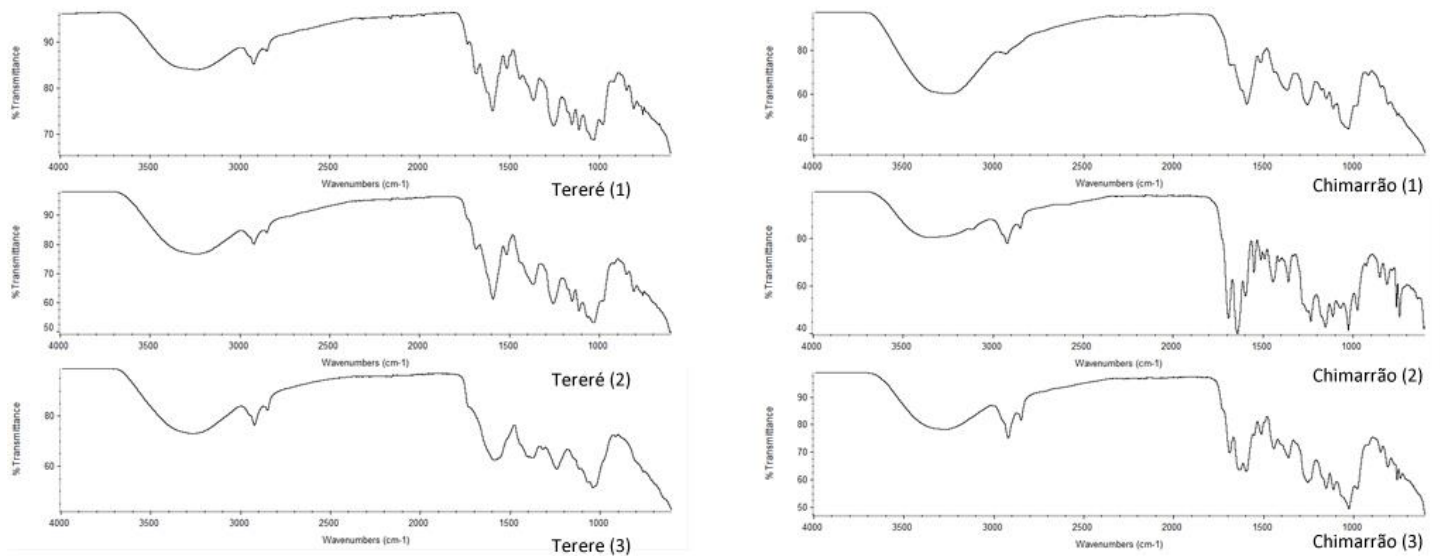 % Transmittance
90
80
70
4000 3500 3000 2500 2000 1500 1000
Wavenumbers (cm-1)
Tereré (1)
% Transmittance
80
60
40
4000 3500 3000 2500 2000 1500 1000
Wavenumbers (cm-1)
Chimarrão (1)
% Transmittance
90
80
70
60
50
4000 3500 3000 2500 2000 1500 1000
Wavenumbers (cm-1)
Tereré (2)
% Transmittance
80
60
40
4000 3500 3000 2500 2000 1500 1000
Wavenumbers (cm-1)
Chimarrão (2)
% Transmittance
80
60
4000 3500 3000 2500 2000 1500 1000
Wavenumbers (cm-1)
Terere (3)
% Transmittance
90
80
70
60
50
4000 3500 3000 2500 2000 1500 1000
Wavenumbers (cm-1)
Chimarrão (3)